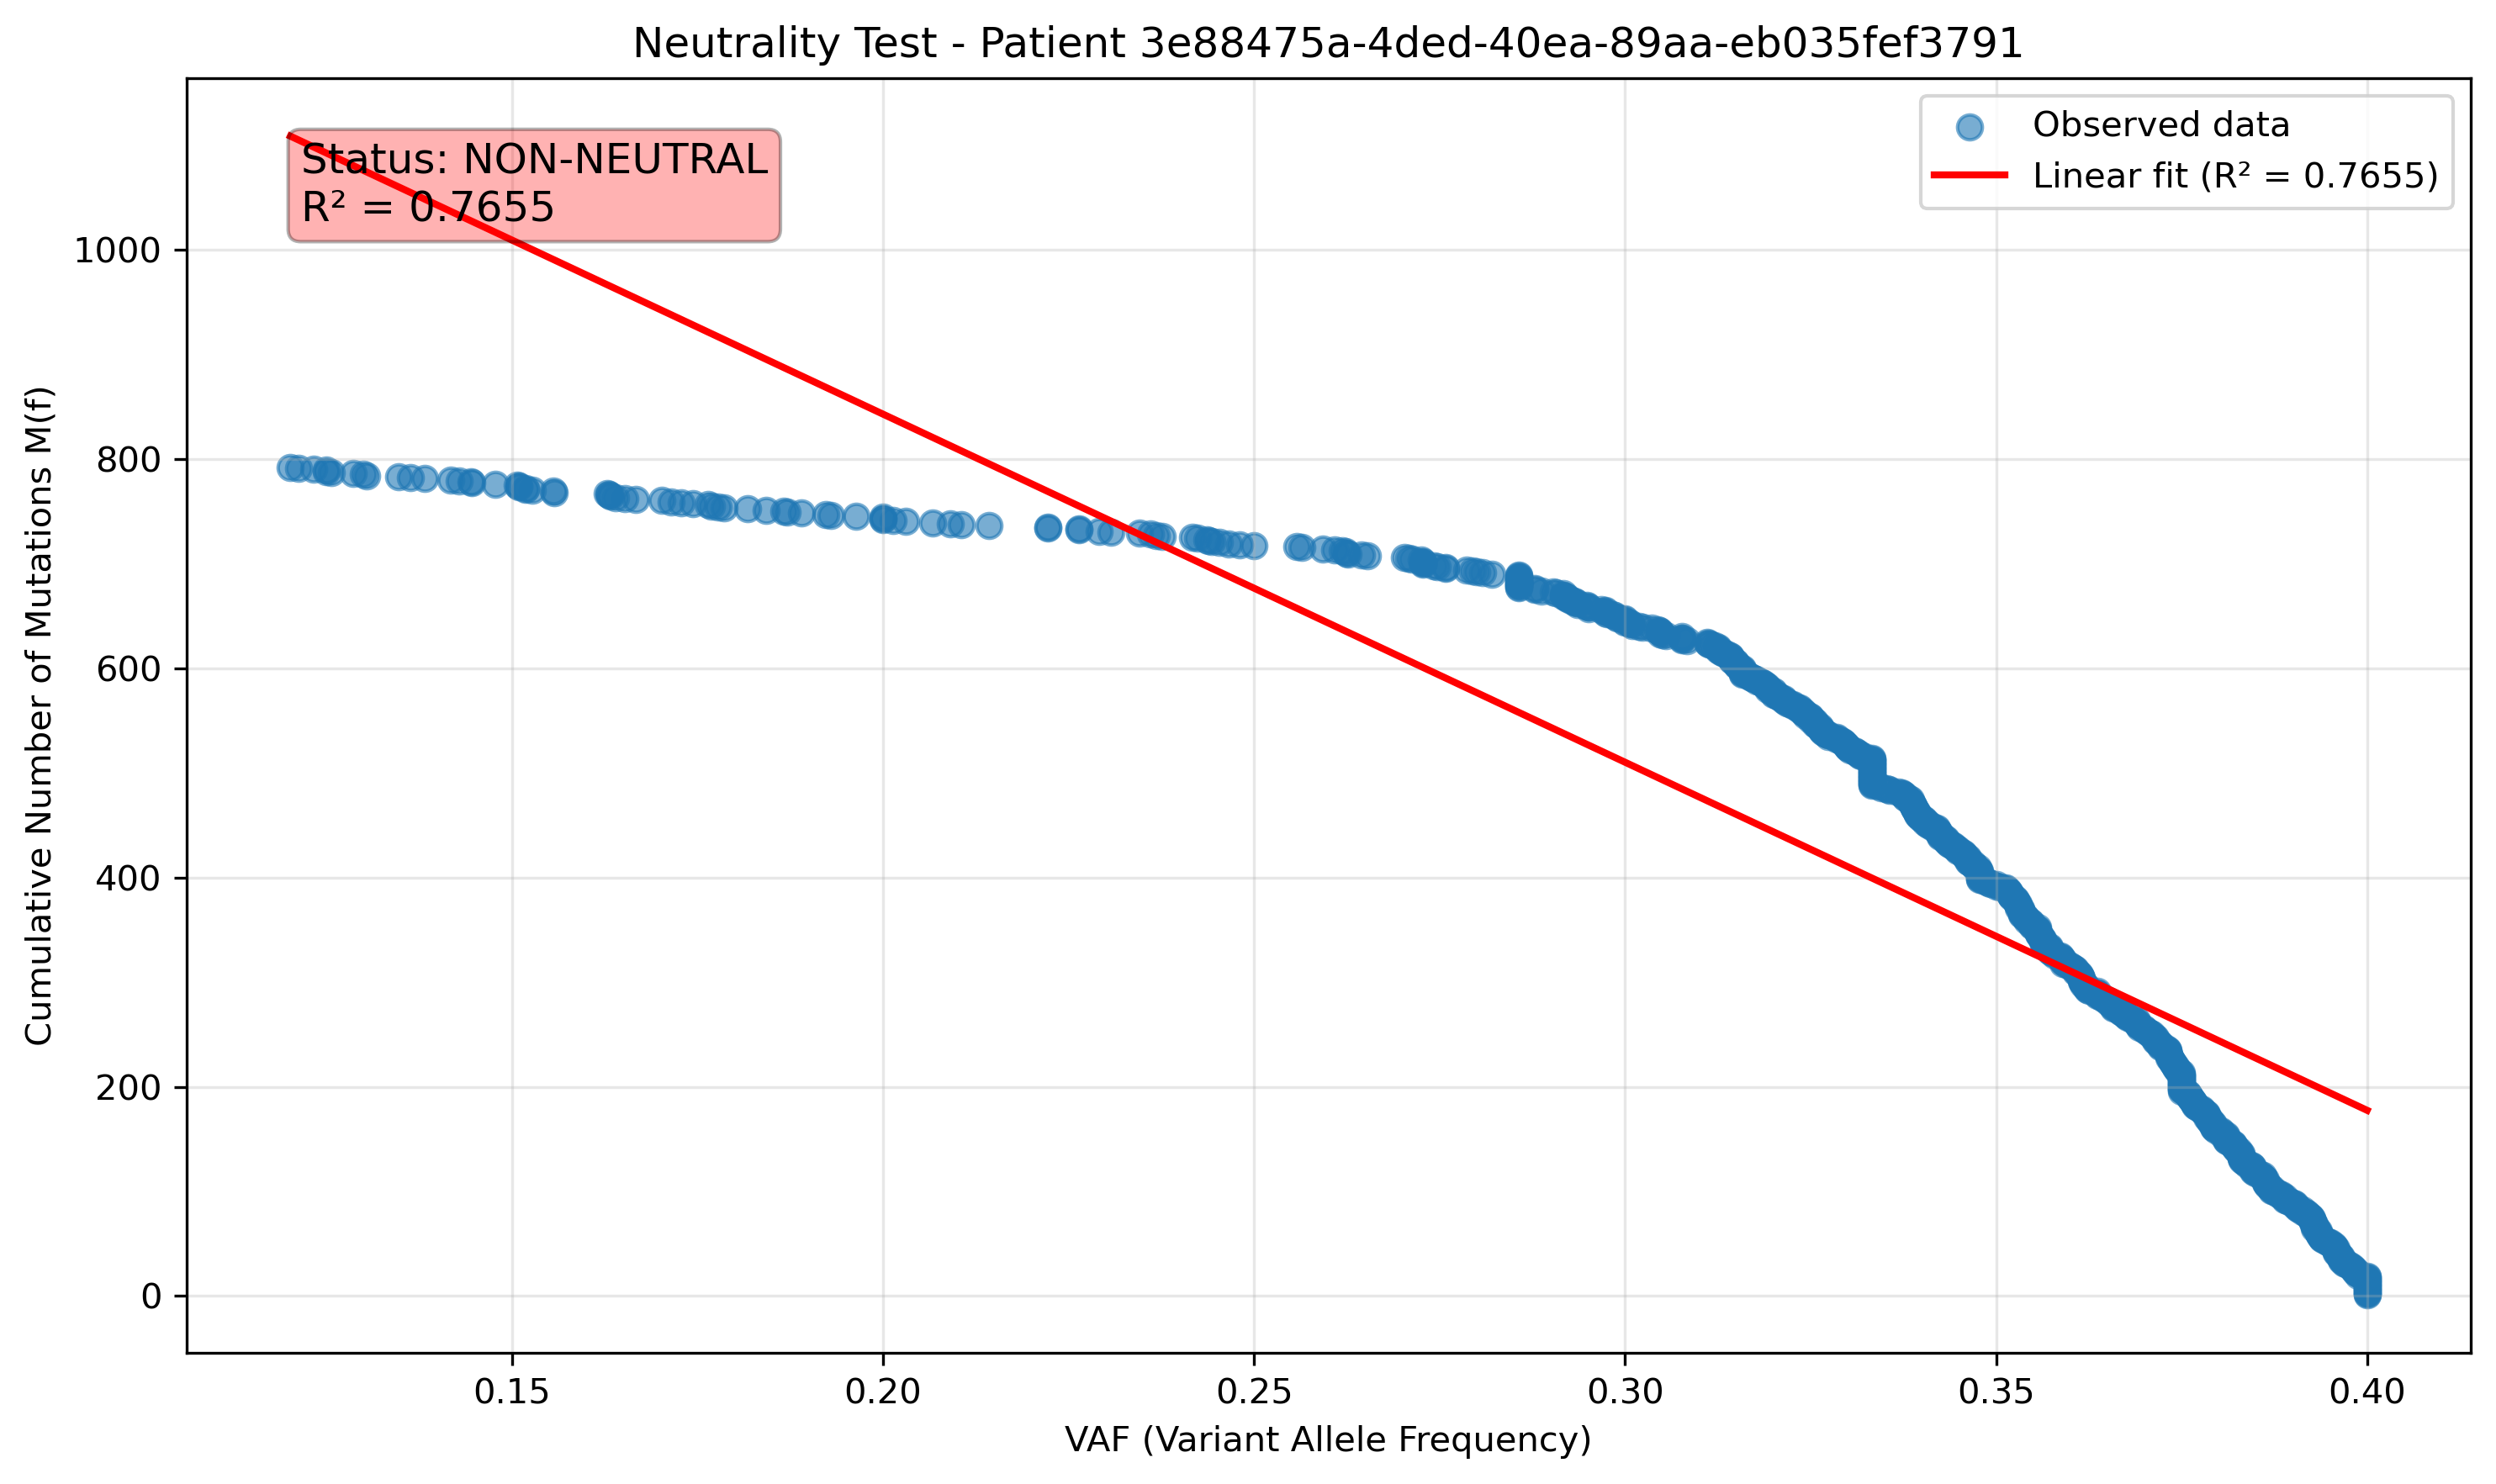 Neutrality Test - Patient 3e88475a-4ded-40ea-89aa-eb035fef3791
Status: NON-NEUTRAL
R² = 0.7655
Observed data
Linear fit (R² = 0.7655)
Cumulative Number of Mutations M(f)
1000
800
600
400
200
0
0.15
0.20
0.25
0.30
0.35
0.40
VAF (Variant Allele Frequency)